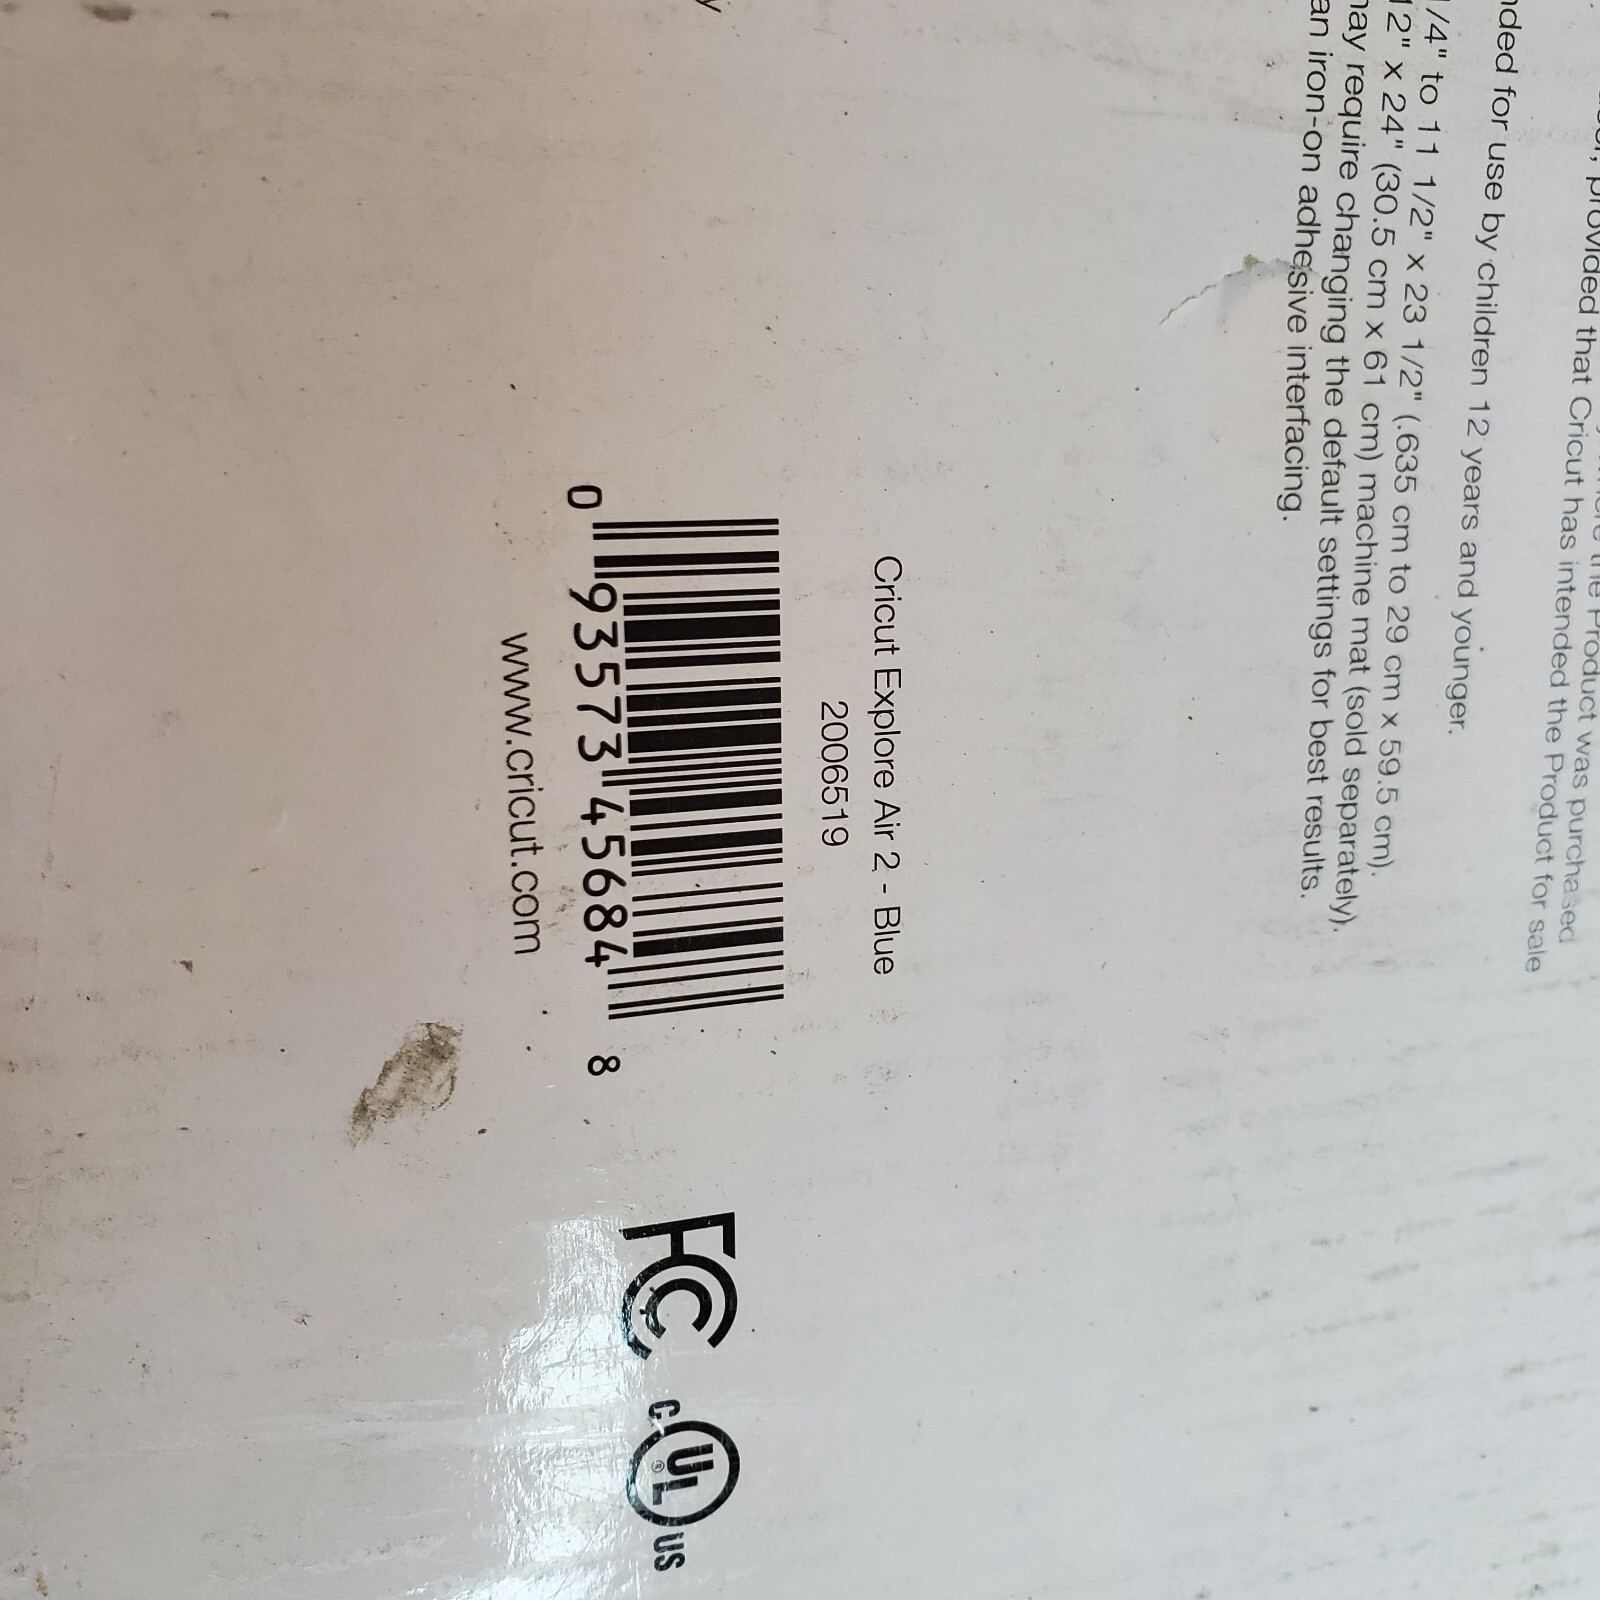 provided that Cricut has intended the Product for sale
the Product was purchased
for use by children 12 years and younger.
1/4" to 11 1/2" x 23 1/2" (.635 cm to 29 cm x 59.5 cm).
12" x 24" (30.5 cm x 61 cm) machine mat (sold separately).
may require changing the default settings for best results.
an iron-on adhesive interfacing.
Cricut Explore Air 2 - Blue
2006519
0 93573 45684 8
www.cricut.com
FC
c UL ® US